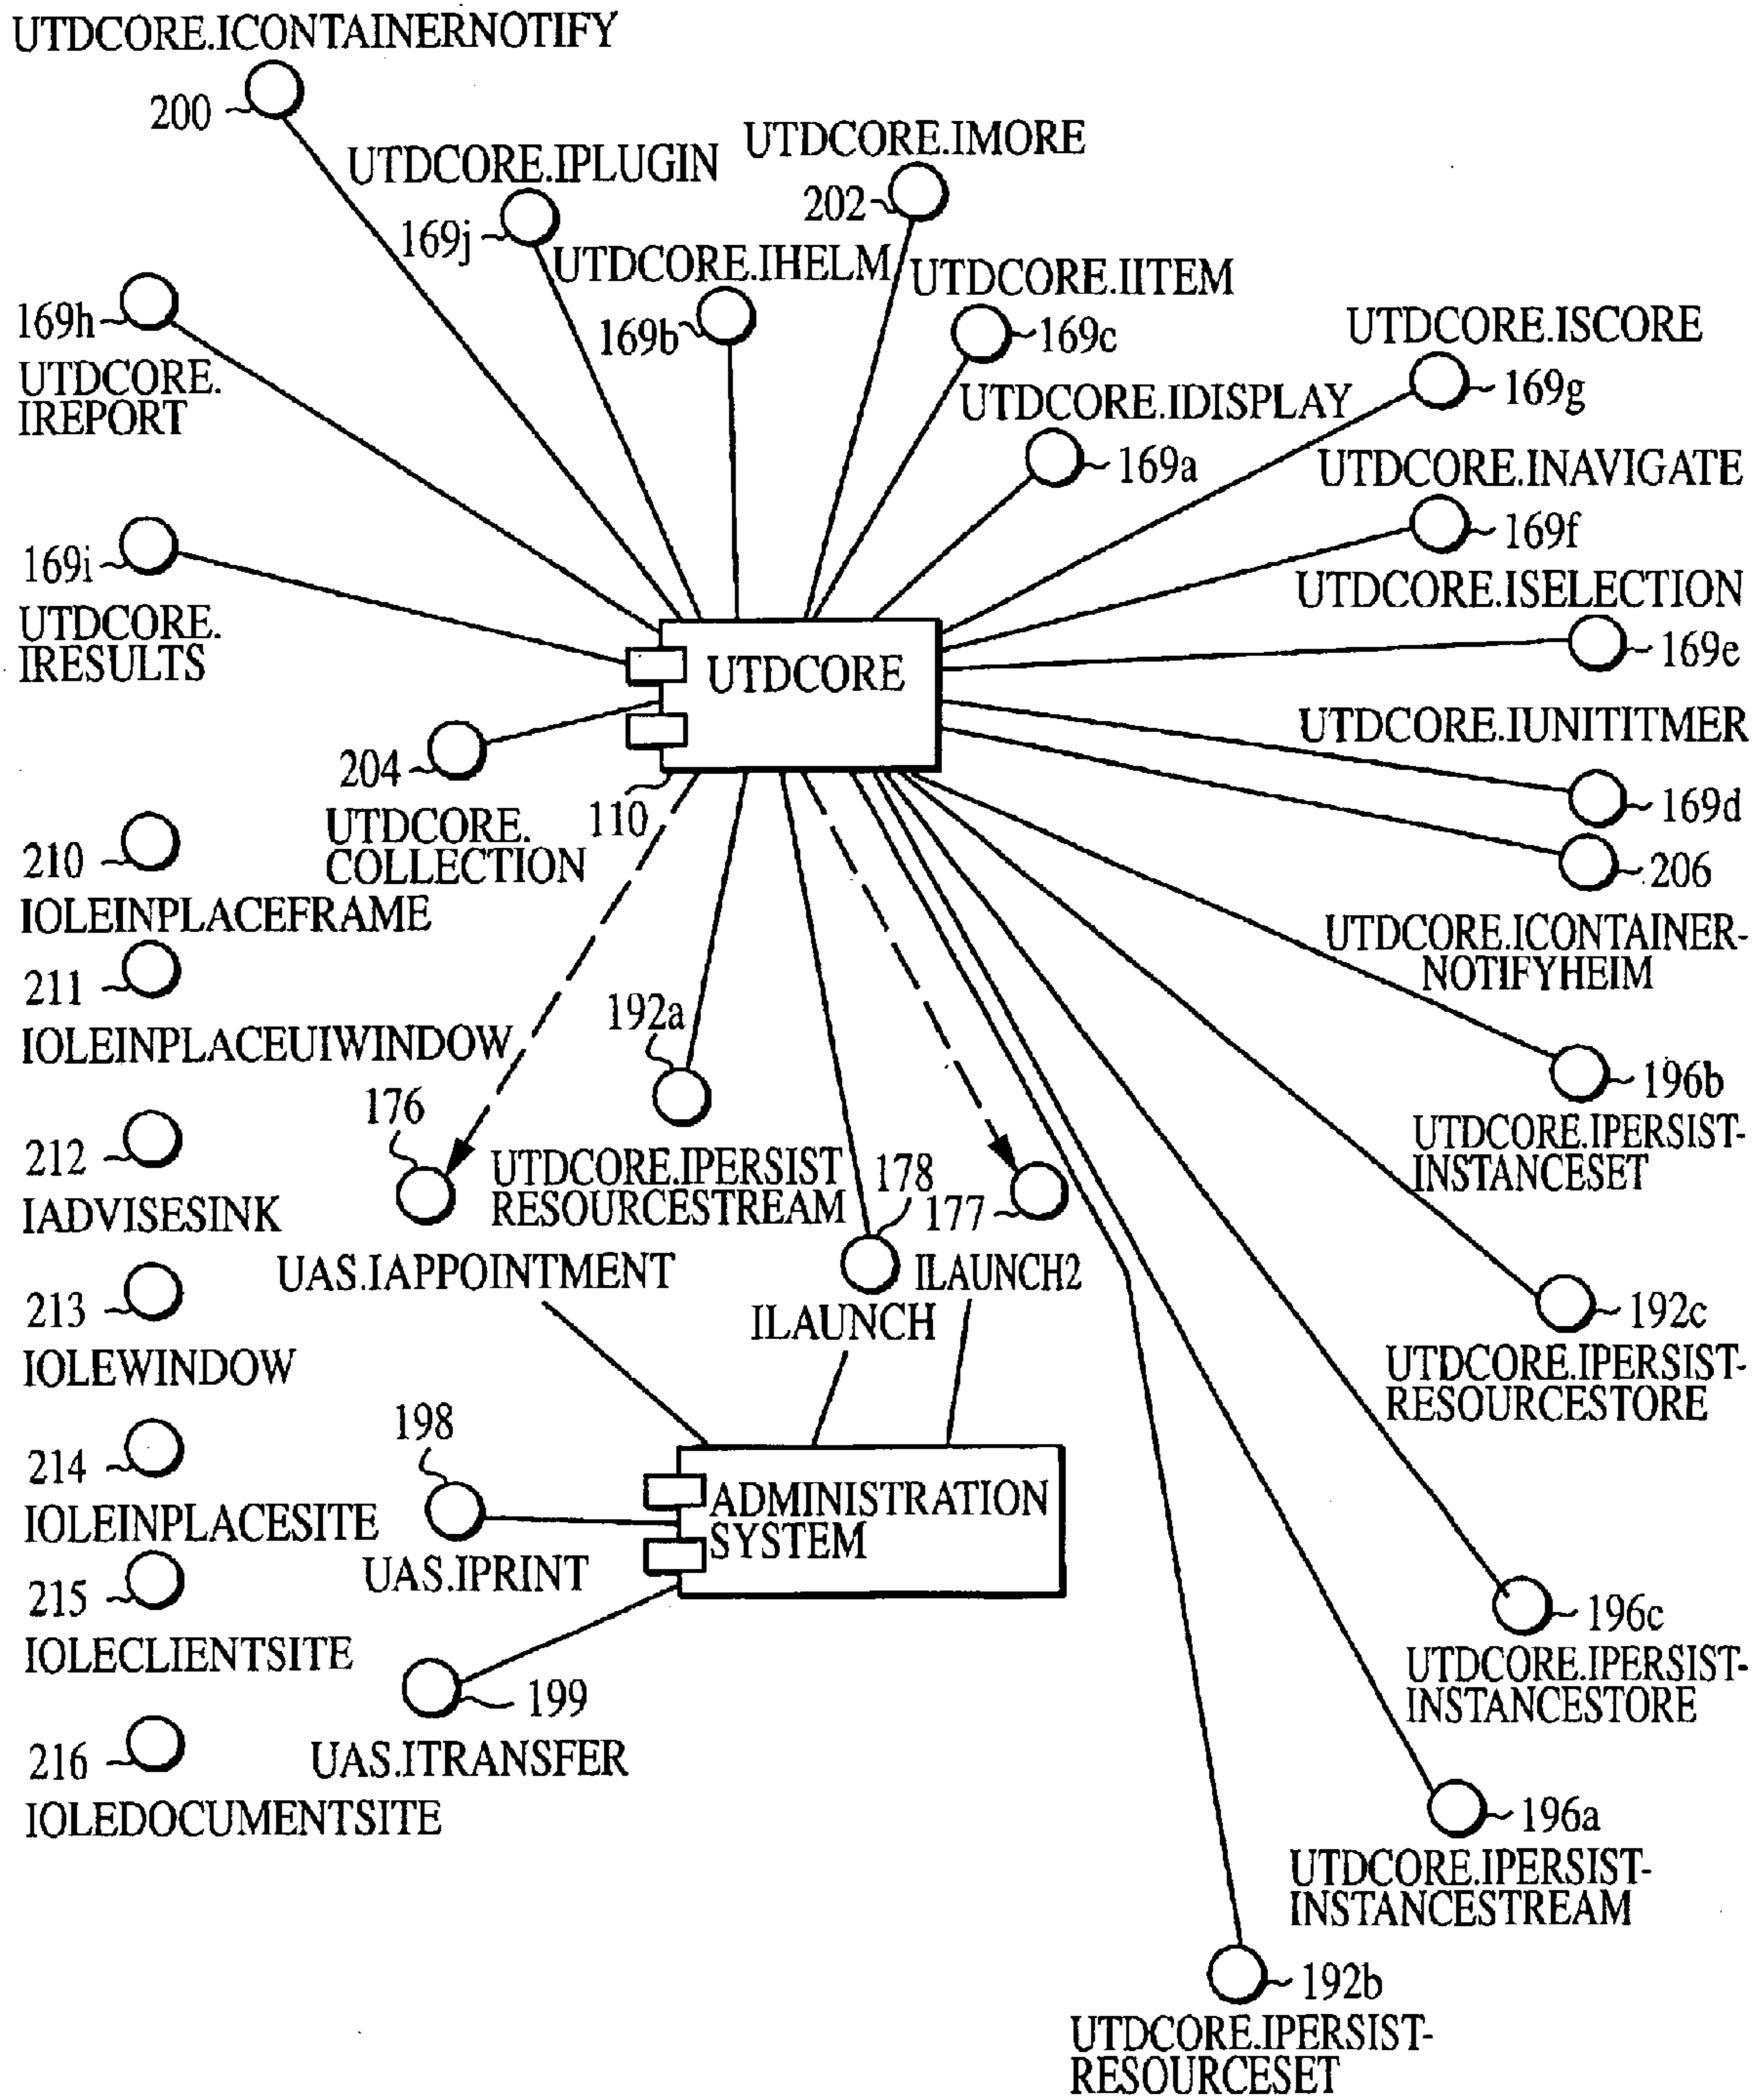 UTDCORE.ICONTAINERNOTIFY
200
UTDCORE.IPLUGIN
169j
UTDCORE.IMORE
202
UTDCORE.IHELM
169b
UTDCORE.IITEM
169c
169h
UTDCORE.
IREPORT
UTDCORE.ISCORE
169g
UTDCORE.IDISPLAY
169a
UTDCORE.INAVIGATE
169f
169i
UTDCORE.
IRESULTS
UTDCORE.ISELECTION
169e
UTDCORE
UTDCORE.IUNITITMER
169d
204
UTDCORE.
COLLECTION
110
206
UTDCORE.ICONTAINER-
NOTIFYHEIM
210
IOLEINPLACEFRAME
211
IOLEINPLACEUIWINDOW
192a
UTDCORE.IPERSIST
RESOURCESTREAM
176
UAS.IAPPOINTMENT
178
ILAUNCH
177
ILAUNCH2
196b
UTDCORE.IPERSIST-
INSTANCESET
212
IADVISESINK
213
IOLEWINDOW
192c
UTDCORE.IPERSIST-
RESOURCESTORE
214
IOLEINPLACESITE
198
UAS.IPRINT
ADMINISTRATION
SYSTEM
215
IOLECLIENTSITE
199
UAS.ITRANSFER
196c
UTDCORE.IPERSIST-
INSTANCESTORE
216
IOLEDOCUMENTSITE
196a
UTDCORE.IPERSIST-
INSTANCESTREAM
192b
UTDCORE.IPERSIST-
RESOURCESET